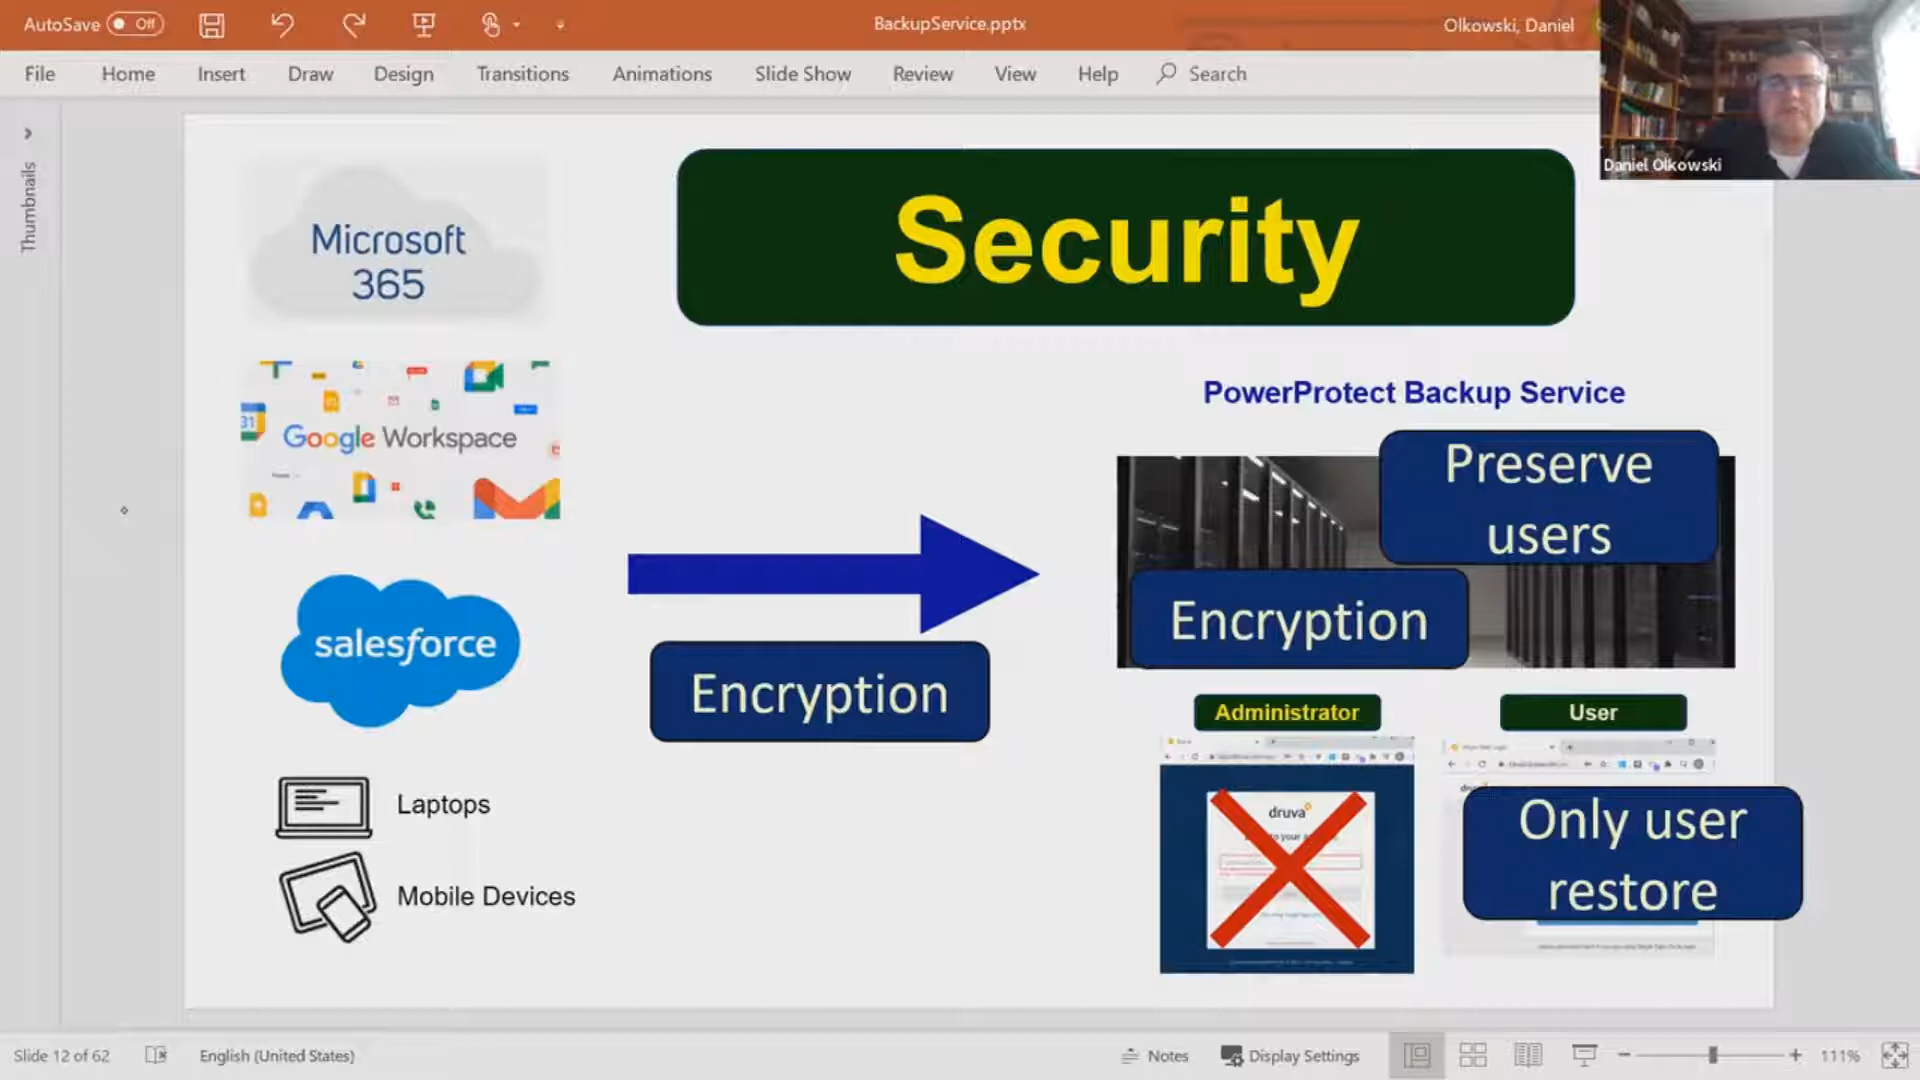 AutoSave Off
BackupService.pptx
Olkowski, Daniel
File Home Insert Draw Design Transitions Animations Slide Show Review View Help Search
Daniel Olkowski
Thumbnails
Microsoft
365
Security
Google Workspace
31
PowerProtect Backup Service
Preserve
users
Encryption
salesforce
Encryption
Administrator
User
druva
Only user
restore
Laptops
Mobile Devices
Slide 12 of 62
English (United States)
Notes
Display Settings
111%